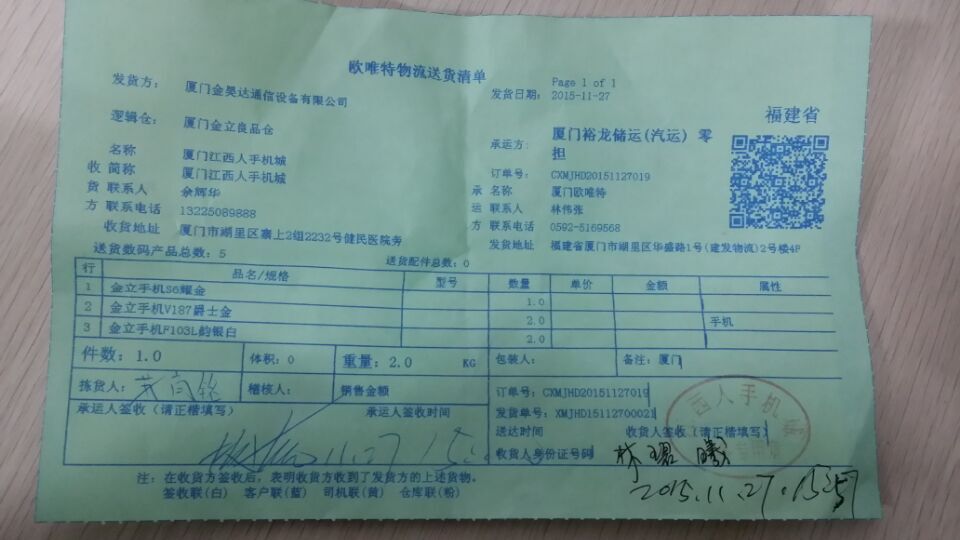 欧唯特物流送货清单
Page 1 of 1
发货日期: 2015-11-27
发货方: 厦门金昊达通信设备有限公司
逻辑仓: 厦门金立良品仓
福建省
承运方: 厦门裕龙储运(汽运) 零担
订单号: CXMJHD20151127019
收货方
名称 厦门江西人手机城
简称 厦门江西人手机城
联系人 余辉华
联系电话 13225089888
收货地址 厦门市湖里区寨上2组2232号健民医院旁
承运方
名称 厦门欧唯特
联系人 林伟张
联系电话 0592-5169568
发货地址 福建省厦门市湖里区华盛路1号(建发物流)2号楼4F
送货数码产品总数: 5
送货配件总数: 0
行 品名/规格 型号 数量 单价 金额 属性
1 金立手机S6耀金 1.0
2 金立手机V187爵士金 2.0 手机
3 金立手机F103L韵银白 2.0
件数: 1.0 体积: 0 重量: 2.0 KG 包装人: 备注: 厦门
拣货人: 稽核人: 销售金额
订单号: CXMJHD20151127019
发货单号: XMJHD15112700021
承运人签收(请正楷填写) 承运人签收时间
送达时间 收货人签收(请正楷填写)
收货人身份证号码
西人手机
11.27
2015.11.27.
注: 在收货方签收后, 表明收货方收到了发货方的上述货物。
签收联(白) 客户联(蓝) 司机联(黄) 仓库联(粉)